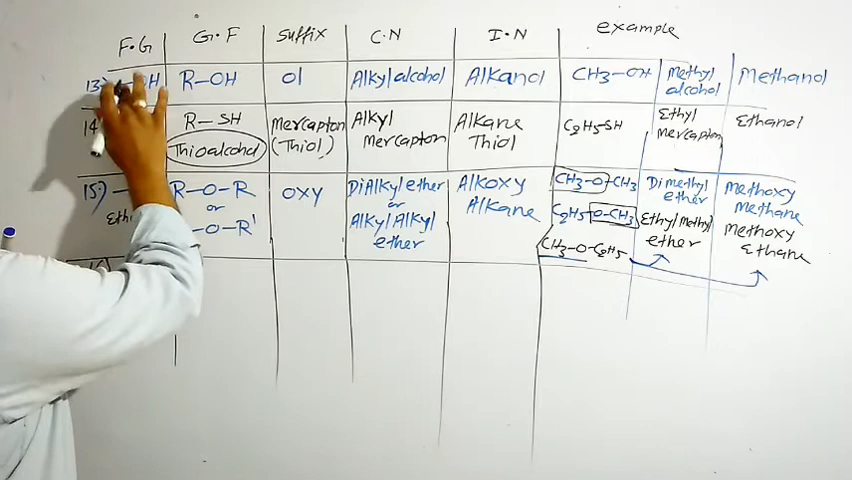 F.G G.F Suffix C.N I.N example
13) OH R-OH Ol Alkyl alcohol Alkanol CH3-OH Methyl alcohol Methanol
14 R-SH Mercapton (Thiol) Alkyl Mercapton Alkane Thiol C2H5-SH Ethyl Mercapton Ethanol
Thioalcohol
15) R-O-R OXY DiAlkyl ether Alkoxy Alkane CH3-O-CH3 Dimethyl ether Methoxy Methane
or or C2H5-O-CH3 Ethyl Methyl ether Methoxy Ethane
-O-R' Alkyl Alkyl ether CH3-O-C2H5